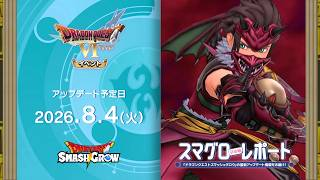 DRAGON QUEST VI
イベント
アップデート予定日
2026.8.4(火)
DRAGON QUEST
SMASH/GROW
スマグローレポート